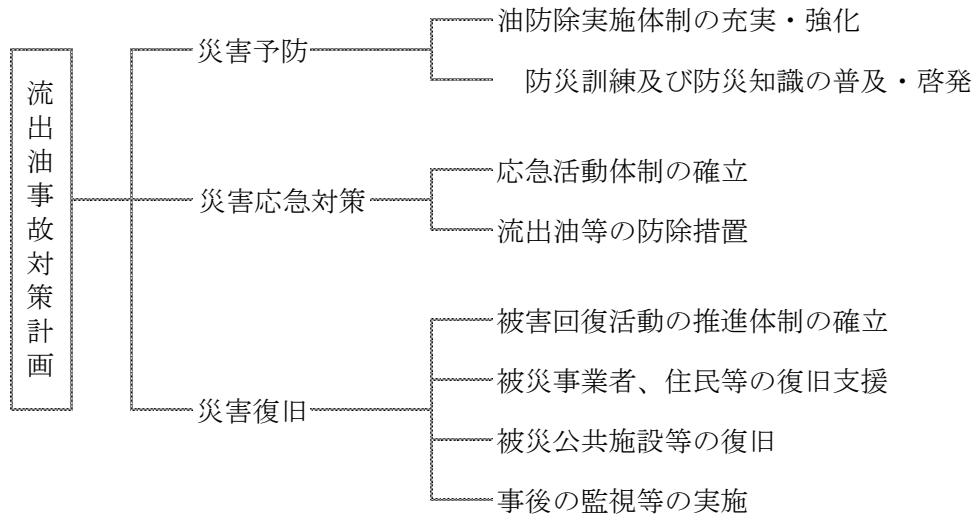 流出油事故対策計画
災害予防
油防除実施体制の充実・強化
防災訓練及び防災知識の普及・啓発
災害応急対策
応急活動体制の確立
流出油等の防除措置
災害復旧
被害回復活動の推進体制の確立
被災事業者、住民等の復旧支援
被災公共施設等の復旧
事後の監視等の実施